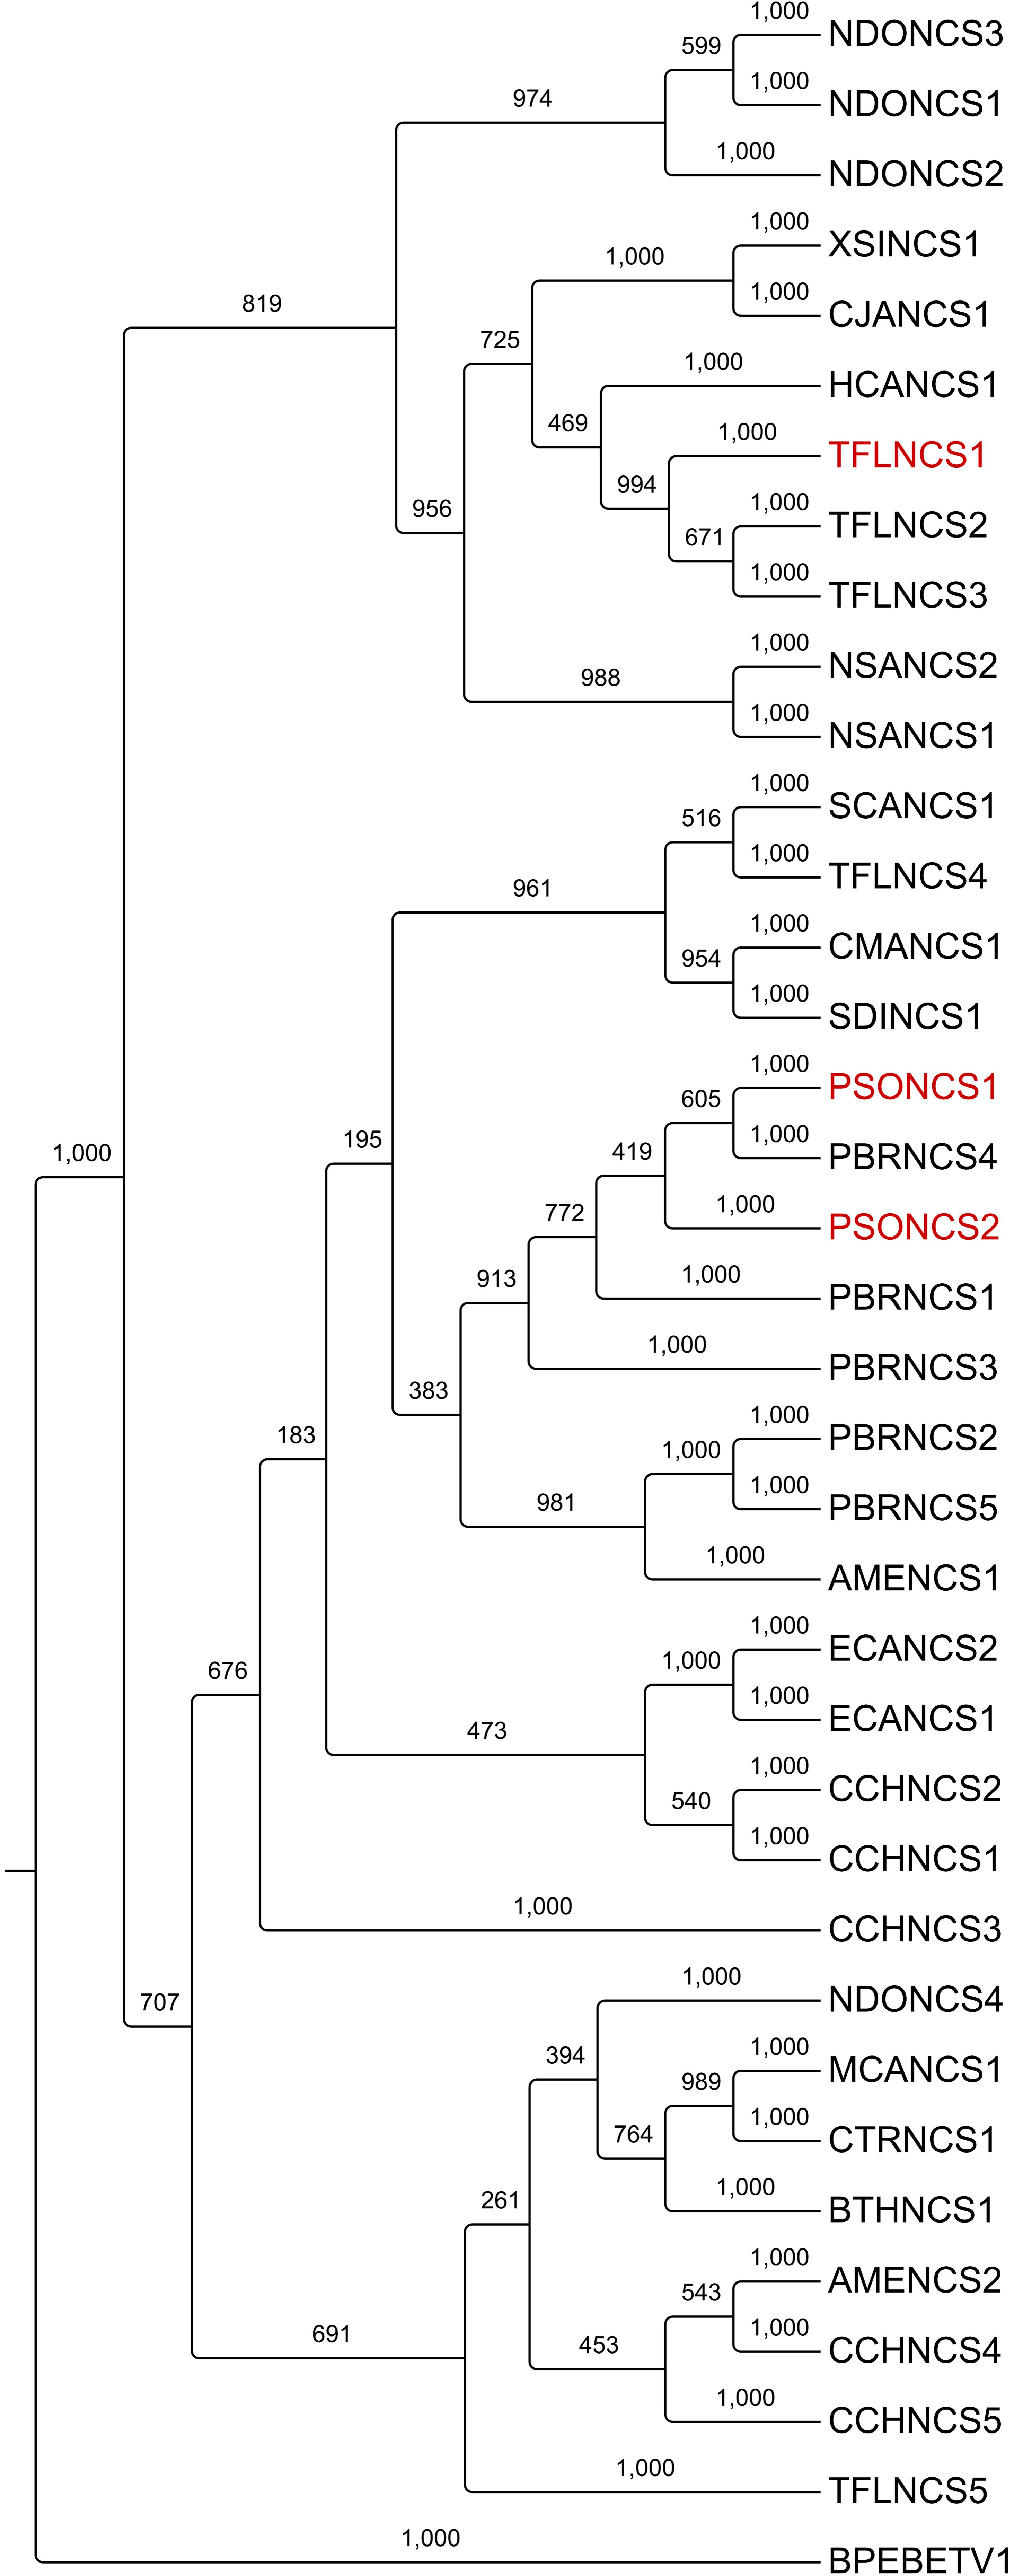 1,000
NDONCS3
599
1,000
NDONCS1
974
1,000
NDONCS2
1,000
XSINCS1
1,000
1,000
CJANCS1
819
725
1,000
HCANCS1
469
1,000
TFLNCS1
994
1,000
TFLNCS2
956
671
1,000
TFLNCS3
1,000
NSANCS2
988
1,000
NSANCS1
1,000
SCANCS1
516
1,000
TFLNCS4
961
1,000
CMANCS1
954
1,000
SDINCS1
1,000
PSONCS1
605
1,000
PBRNCS4
195
419
1,000
1,000
PSONCS2
772
1,000
PBRNCS1
913
1,000
PBRNCS3
383
1,000
PBRNCS2
183
1,000
1,000
PBRNCS5
981
1,000
AMENCS1
1,000
ECANCS2
676
1,000
1,000
ECANCS1
473
1,000
CCHNCS2
540
1,000
CCHNCS1
1,000
CCHNCS3
707
1,000
NDONCS4
394
1,000
MCANCS1
989
1,000
CTRNCS1
764
1,000
BTHNCS1
261
1,000
AMENCS2
543
1,000
CCHNCS4
691
453
1,000
CCHNCS5
1,000
TFLNCS5
1,000
BPEBETV1